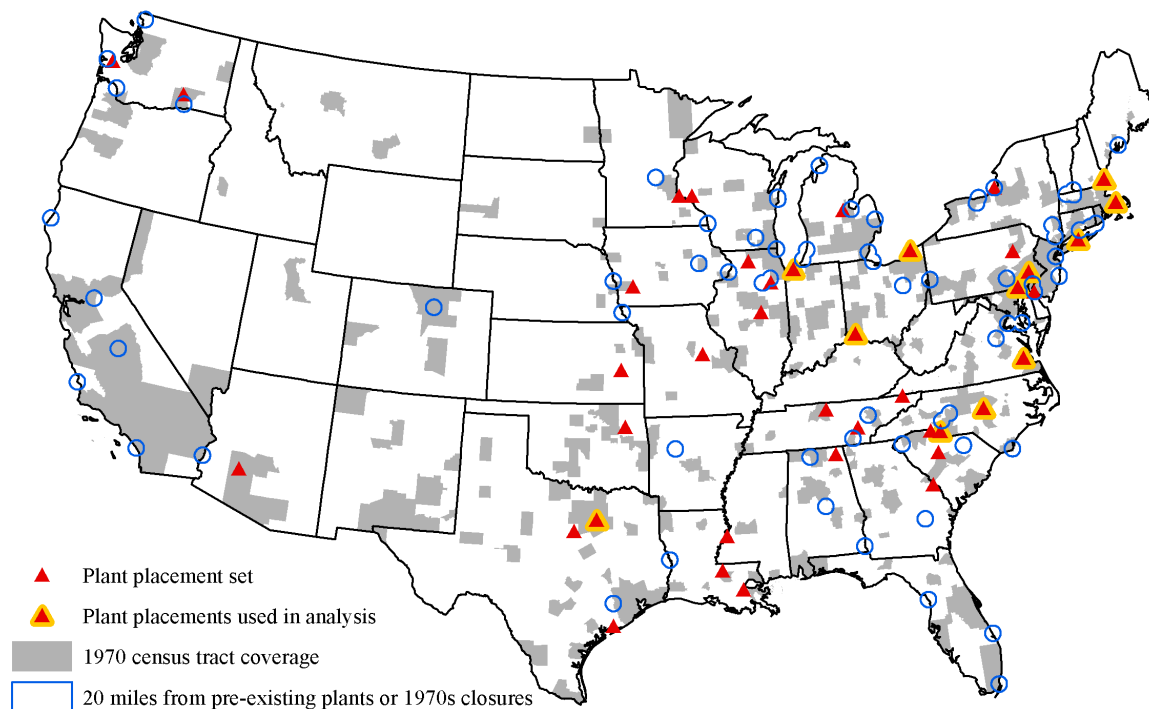 Plant placement set
Plant placements used in analysis
1970 census tract coverage
20 miles from pre-existing plants or 1970s closures